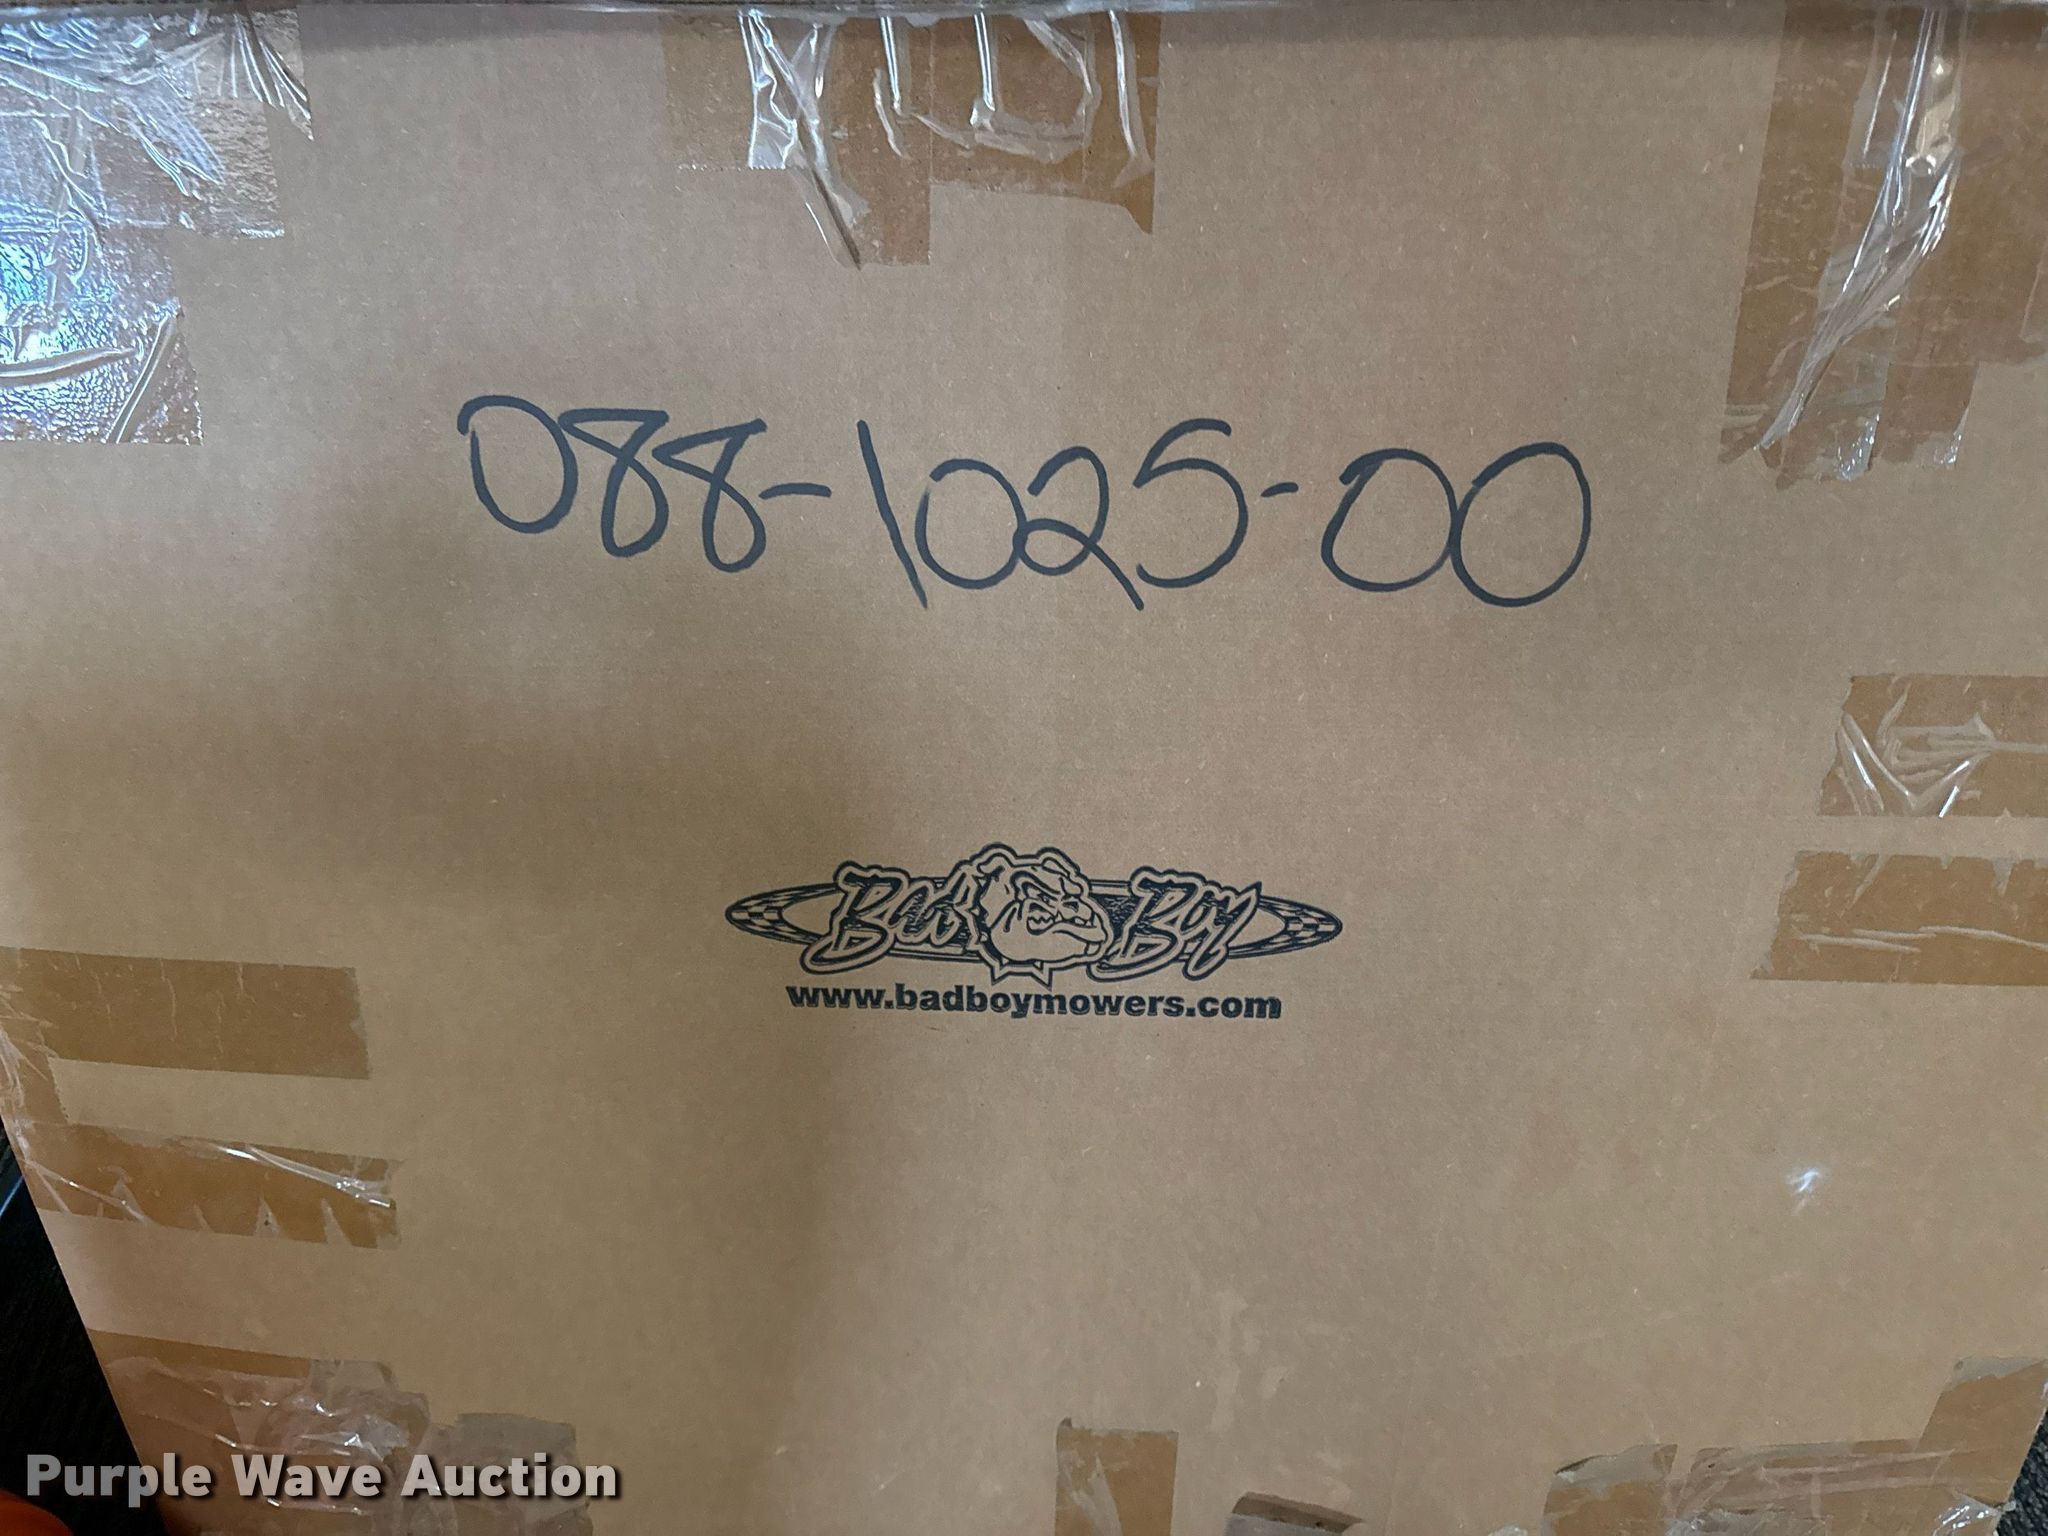 088-1025-00
Bad Boy
www.badboymowers.com
Purple Wave Auction